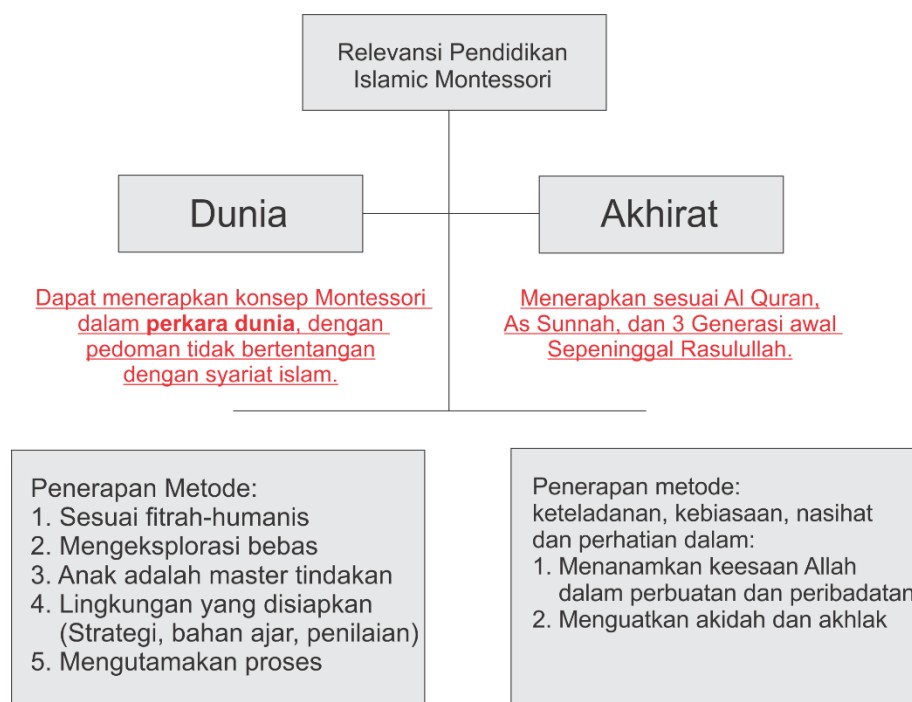 Relevansi Pendidikan
Islamic Montessori
Dunia
Akhirat
Dapat menerapkan konsep Montessori
dalam perkara dunia, dengan
pedoman tidak bertentangan
dengan syariat islam.
Menerapkan sesuai Al Quran,
As Sunnah, dan 3 Generasi awal
Sepeninggal Rasulullah.
Penerapan Metode:
1. Sesuai fitrah-humanis
2. Mengeksplorasi bebas
3. Anak adalah master tindakan
4. Lingkungan yang disiapkan
(Strategi, bahan ajar, penilaian)
5. Mengutamakan proses
Penerapan metode:
keteladanan, kebiasaan, nasihat
dan perhatian dalam:
1. Menanamkan keesaan Allah
dalam perbuatan dan peribadatan
2. Menguatkan akidah dan akhlak